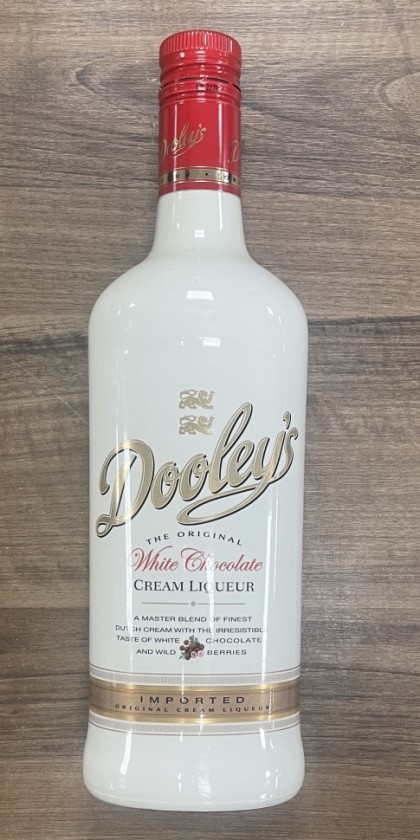 Dooley's
Dooley's
THE ORIGINAL
White Chocolate
CREAM LIQUEUR
A MASTER BLEND OF FINEST
DUTCH CREAM WITH THE IRRESISTIBLE
TASTE OF WHITE CHOCOLATE
AND WILD BERRIES
IMPORTED
ORIGINAL CREAM LIQUEUR